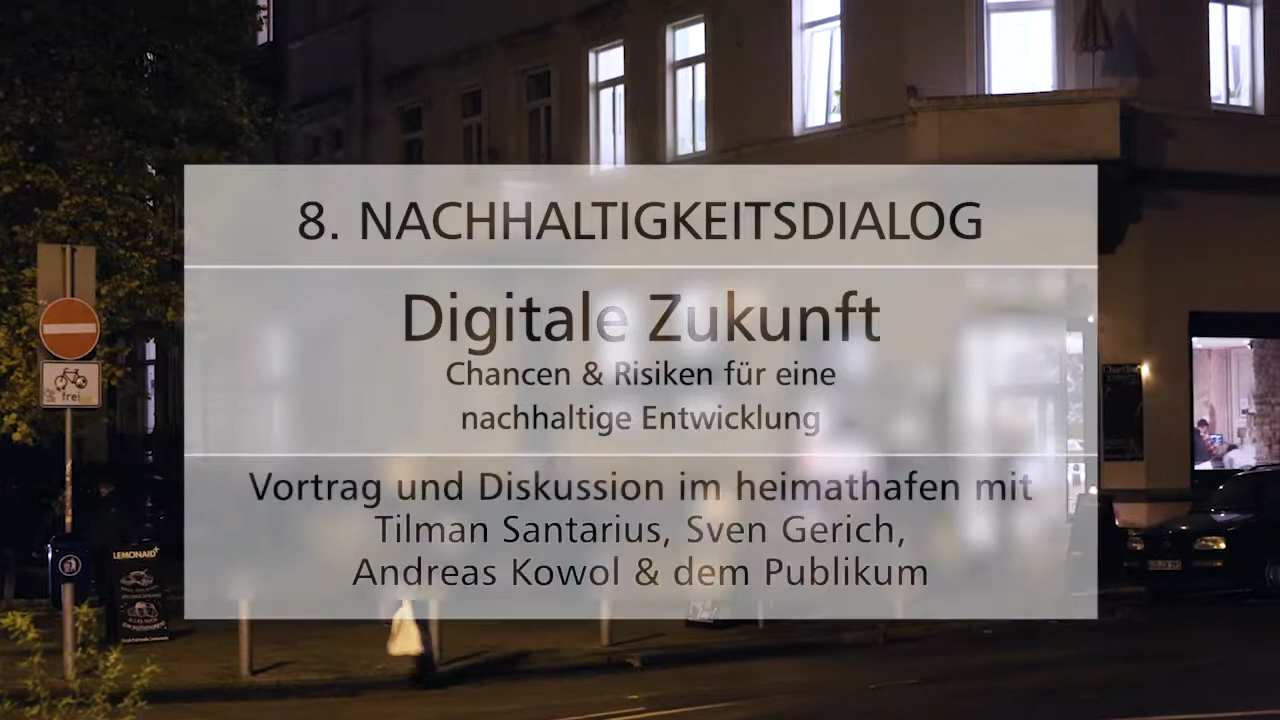 8. NACHHALTIGKEITSDIALOG
Digitale Zukunft
Chancen & Risiken für eine
nachhaltige Entwicklung
Vortrag und Diskussion im heimathafen mit
Tilman Santarius, Sven Gerich,
Andreas Kowol & dem Publikum
frei
LEMONAID+